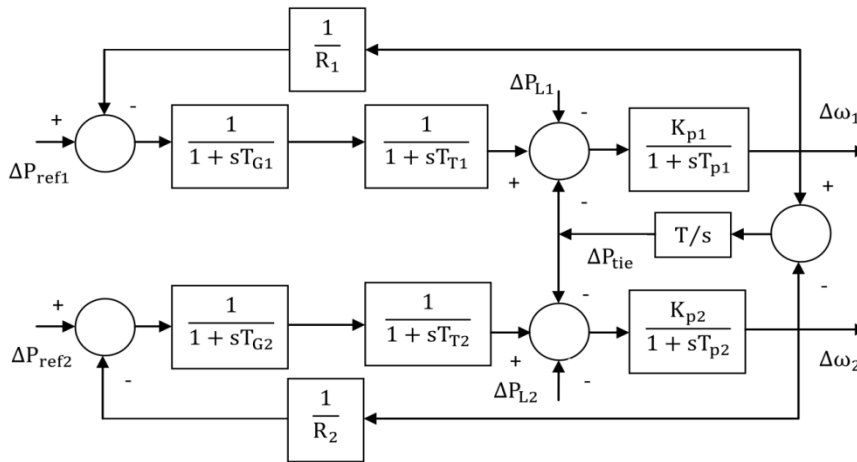 1
R₁
ΔP_L1
-
-
+
1
1 + sT_G1
1
1 + sT_T1
K_p1
1 + sT_p1
Δω₁
ΔP_ref1
+
-
+
T/s
ΔP_tie
-
-
+
1
1 + sT_G2
1
1 + sT_T2
K_p2
1 + sT_p2
ΔP_ref2
+
Δω₂
-
ΔP_L2
-
1
R₂